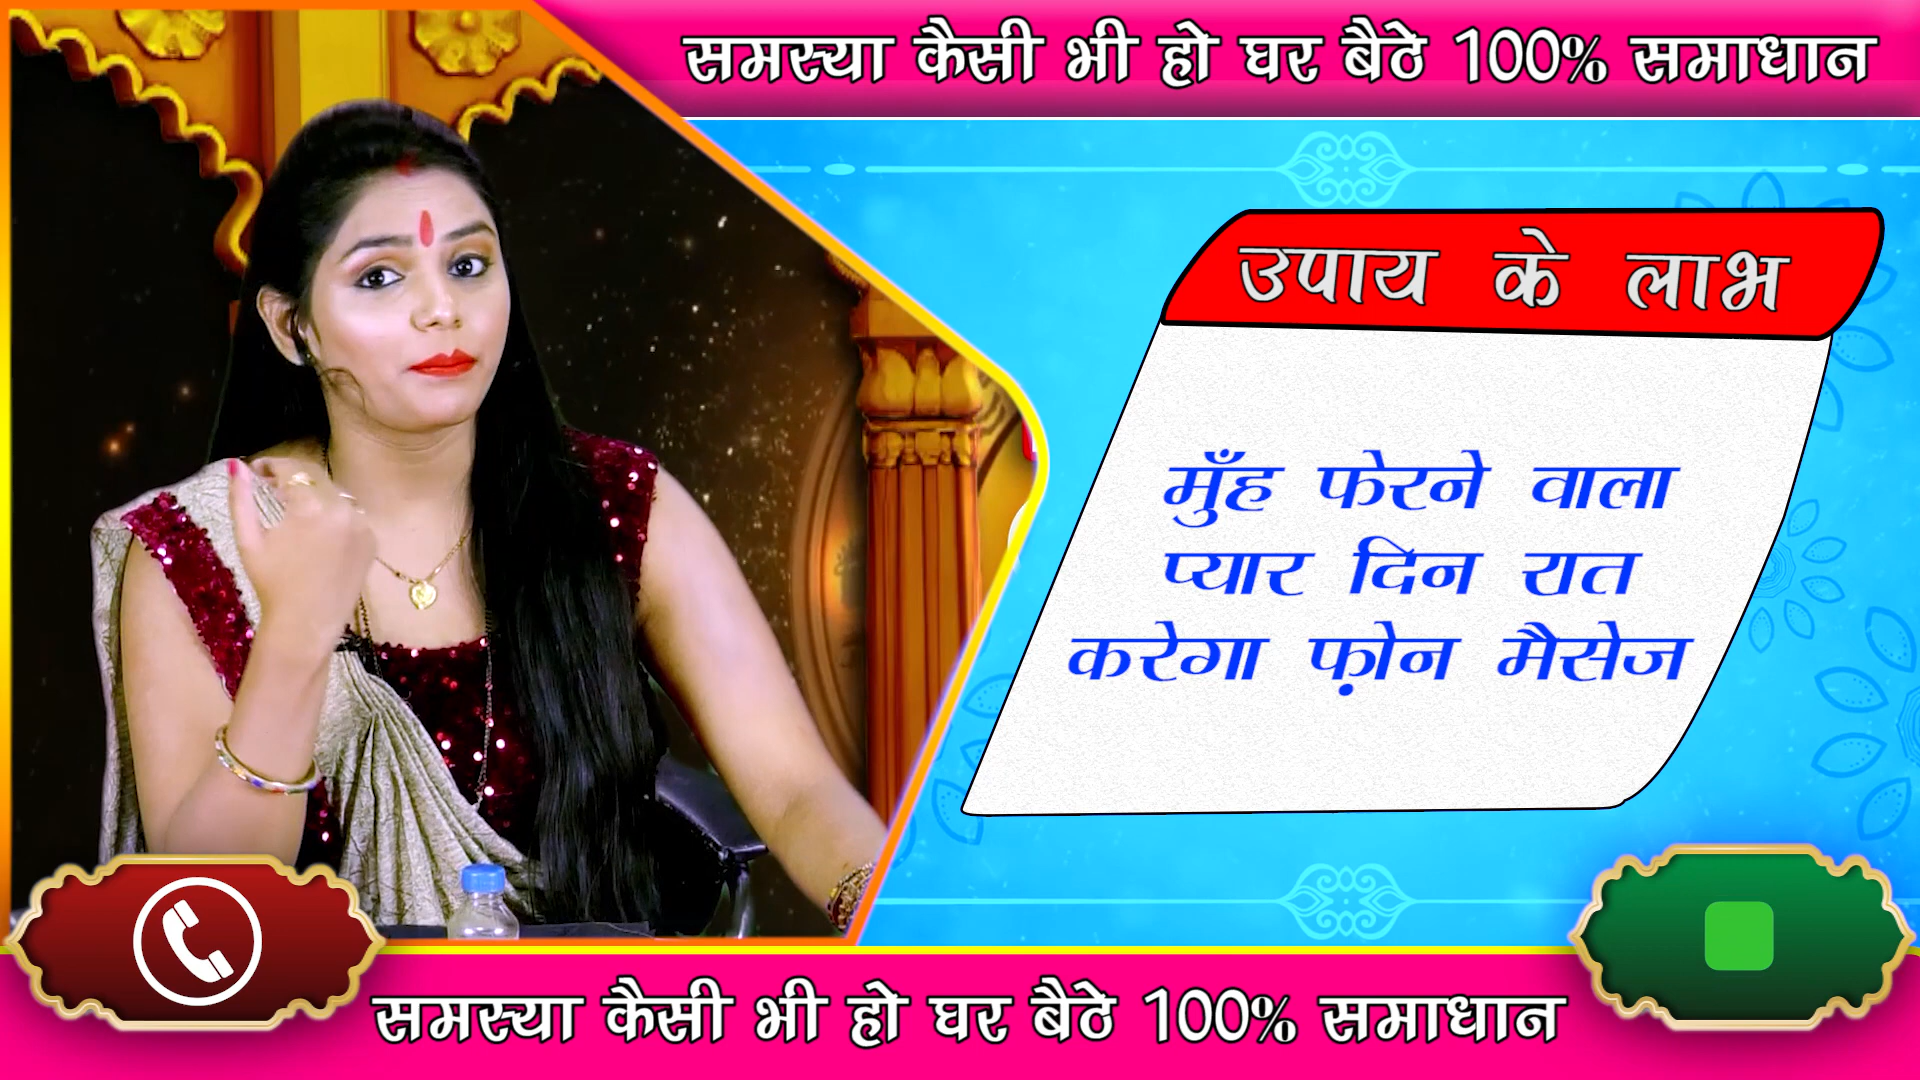 समस्या कैसी भी हो घर बैठे 100% समाधान
उपाय के लाभ
मुँह फेरने वाला
प्यार दिन रात
करेगा फ़ोन मैसेज
समस्या कैसी भी हो घर बैठे 100% समाधान